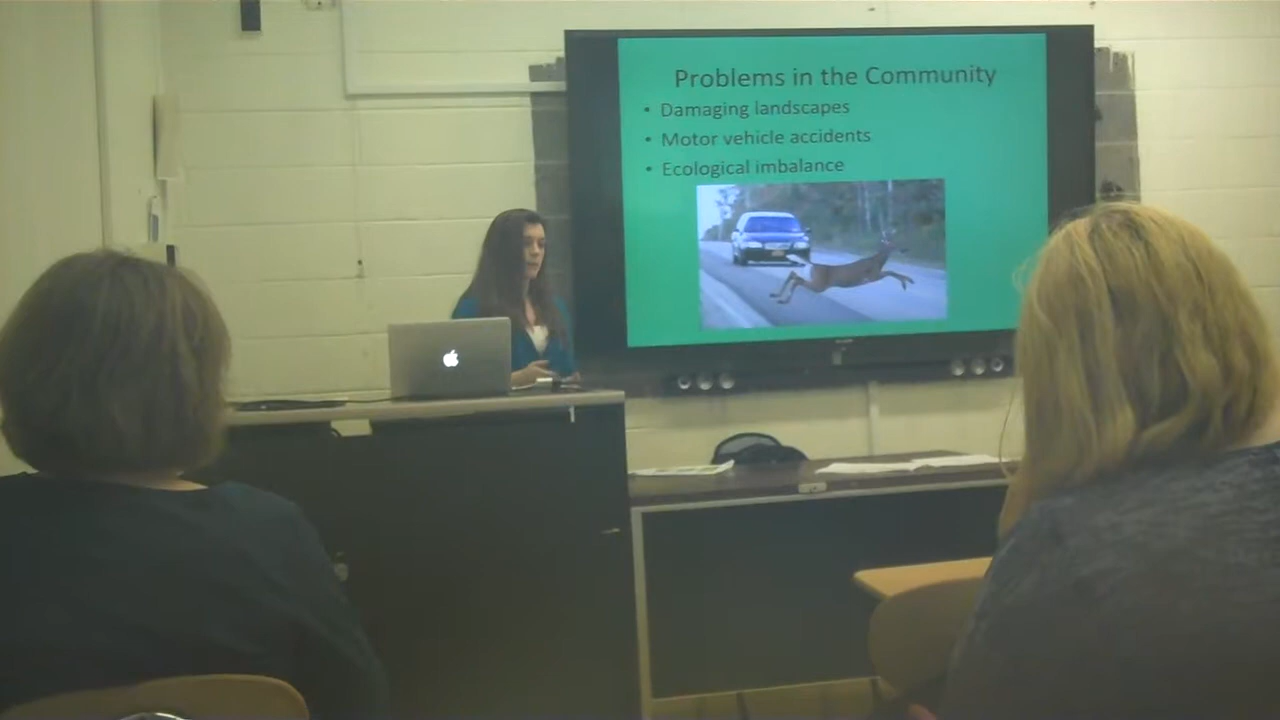 Problems in the Community
• Damaging landscapes
• Motor vehicle accidents
• Ecological imbalance